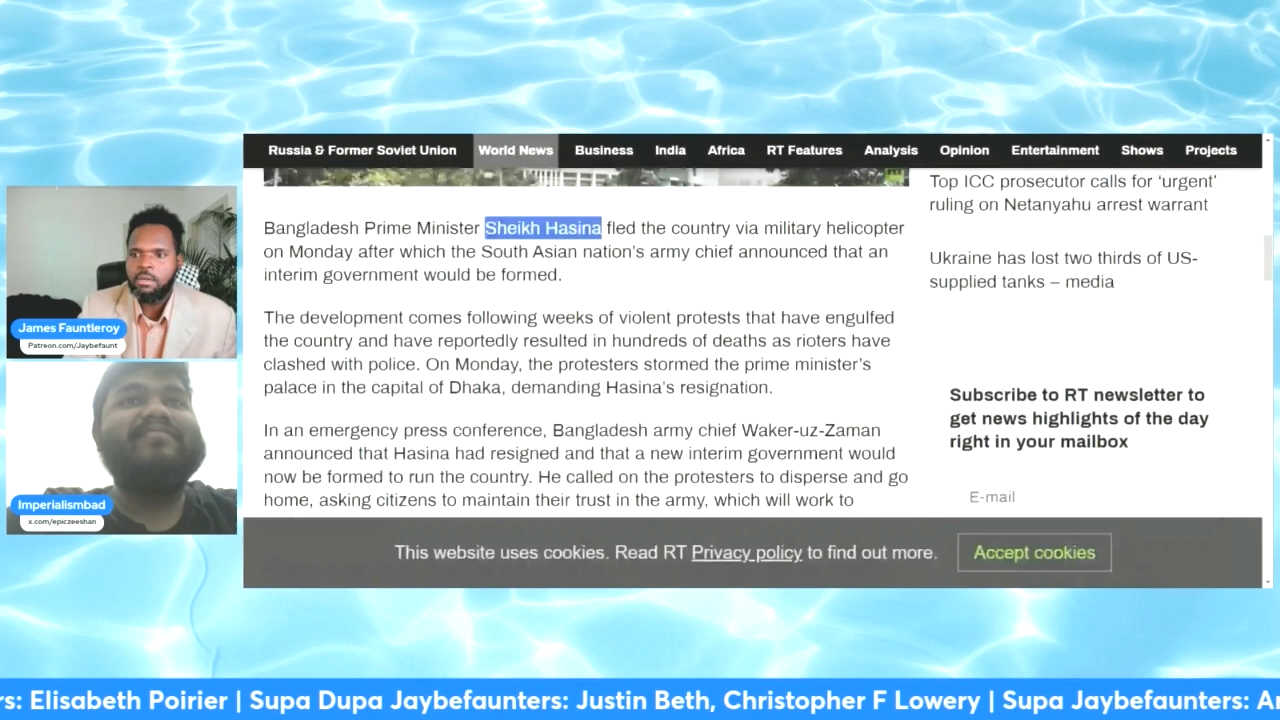 Russia & Former Soviet Union World News Business India Africa RT Features Analysis Opinion Entertainment Shows Projects
Bangladesh Prime Minister Sheikh Hasina fled the country via military helicopter
on Monday after which the South Asian nation’s army chief announced that an
interim government would be formed.
The development comes following weeks of violent protests that have engulfed
the country and have reportedly resulted in hundreds of deaths as rioters have
clashed with police. On Monday, the protesters stormed the prime minister’s
palace in the capital of Dhaka, demanding Hasina’s resignation.
In an emergency press conference, Bangladesh army chief Waker-uz-Zaman
announced that Hasina had resigned and that a new interim government would
now be formed to run the country. He called on the protesters to disperse and go
home, asking citizens to maintain their trust in the army, which will work to
Top ICC prosecutor calls for ‘urgent’
ruling on Netanyahu arrest warrant
Ukraine has lost two thirds of US-
supplied tanks – media
Subscribe to RT newsletter to
get news highlights of the day
right in your mailbox
E-mail
This website uses cookies. Read RT Privacy policy to find out more. Accept cookies
James Fauntleroy
Patreon.com/Jaybefaunt
Imperialismbad
x.com/epiczeeshan
rs: Elisabeth Poirier | Supa Dupa Jaybefaunters: Justin Beth, Christopher F Lowery | Supa Jaybefaunters: A